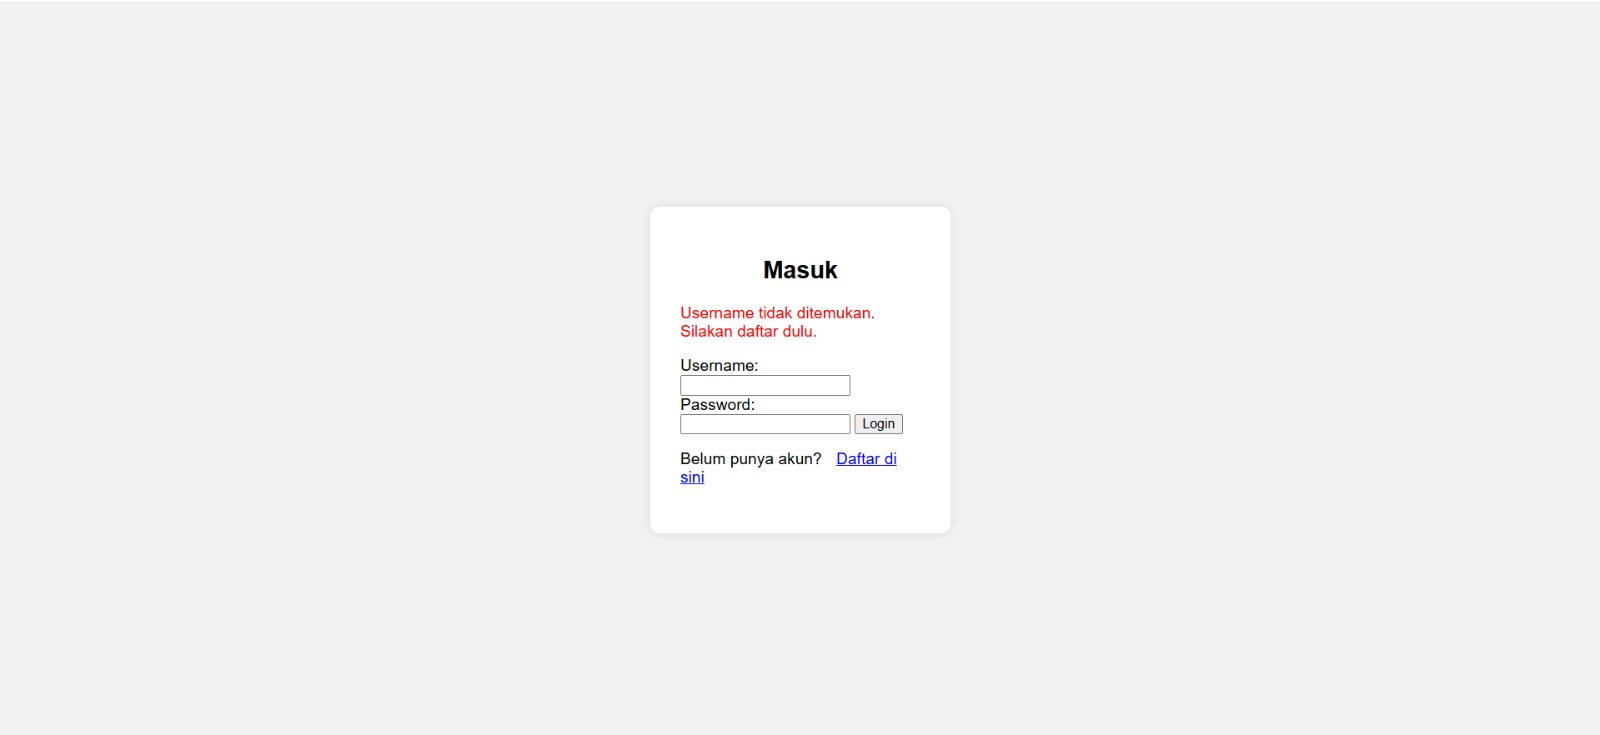 Masuk
Username tidak ditemukan.
Silakan daftar dulu.
Username:
Password:
Login
Belum punya akun? Daftar di
sini